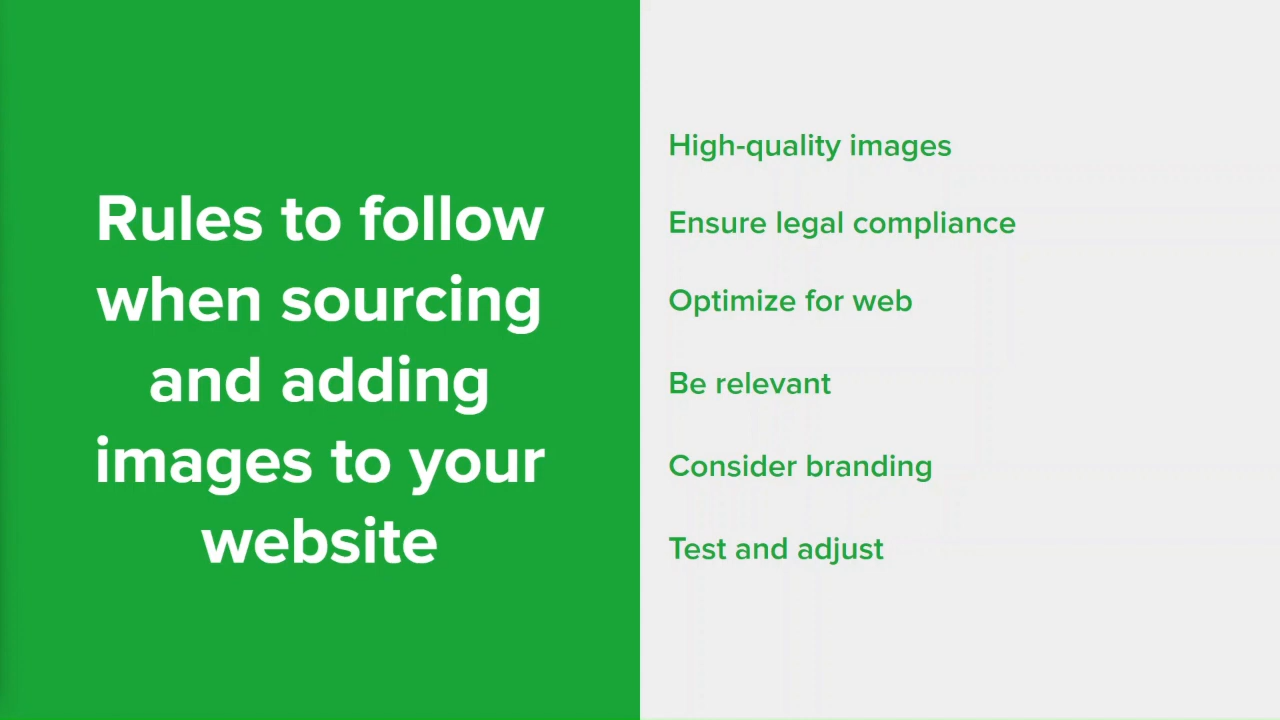 Rules to follow
when sourcing
and adding
images to your
website
High-quality images
Ensure legal compliance
Optimize for web
Be relevant
Consider branding
Test and adjust